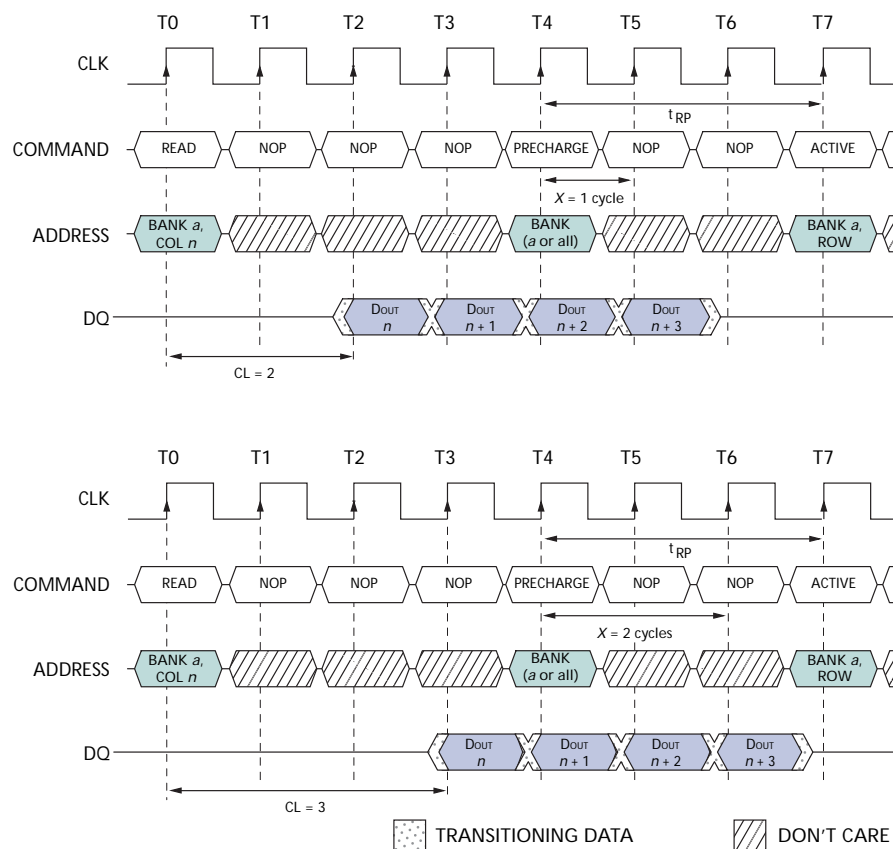 T0 T1 T2 T3 T4 T5 T6 T7
CLK
tRP
COMMAND READ NOP NOP NOP PRECHARGE NOP NOP ACTIVE
X = 1 cycle
ADDRESS BANK a, COL n BANK (a or all) BANK a, ROW
DQ DOUT n DOUT n + 1 DOUT n + 2 DOUT n + 3
CL = 2
T0 T1 T2 T3 T4 T5 T6 T7
CLK
tRP
COMMAND READ NOP NOP NOP PRECHARGE NOP NOP ACTIVE
X = 2 cycles
ADDRESS BANK a, COL n BANK (a or all) BANK a, ROW
DQ DOUT n DOUT n + 1 DOUT n + 2 DOUT n + 3
CL = 3
TRANSITIONING DATA DON'T CARE